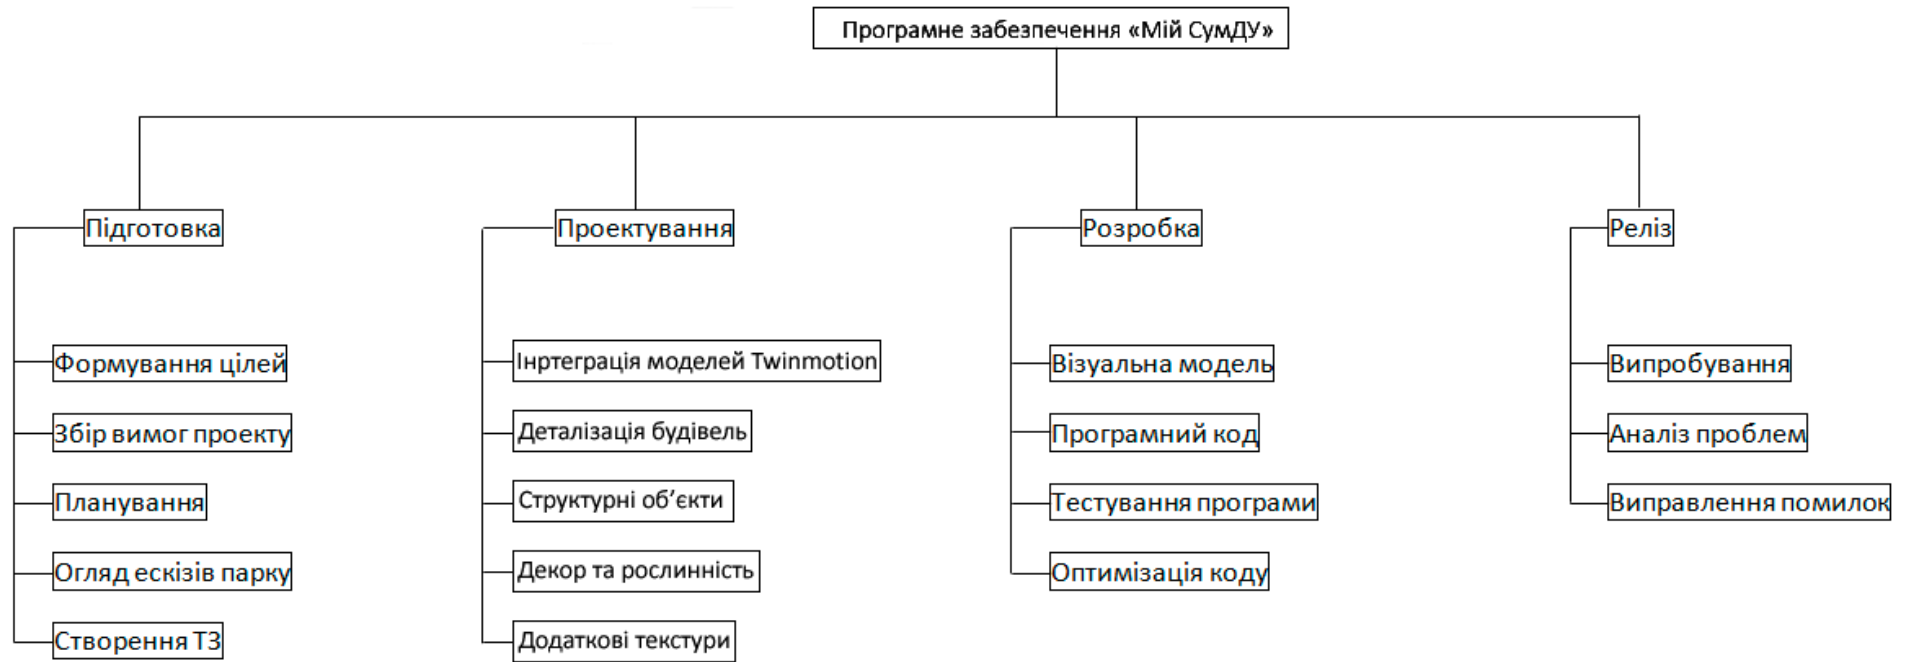 Програмне забезпечення «Мій СумДУ»
Підготовка
Проектування
Розробка
Реліз
Формування цілей
Збір вимог проекту
Планування
Огляд ескізів парку
Створення ТЗ
Інртеграція моделей Twinmotion
Деталізація будівель
Структурні об’єкти
Декор та рослинність
Додаткові текстури
Візуальна модель
Програмний код
Тестування програми
Оптимізація коду
Випробування
Аналіз проблем
Виправлення помилок